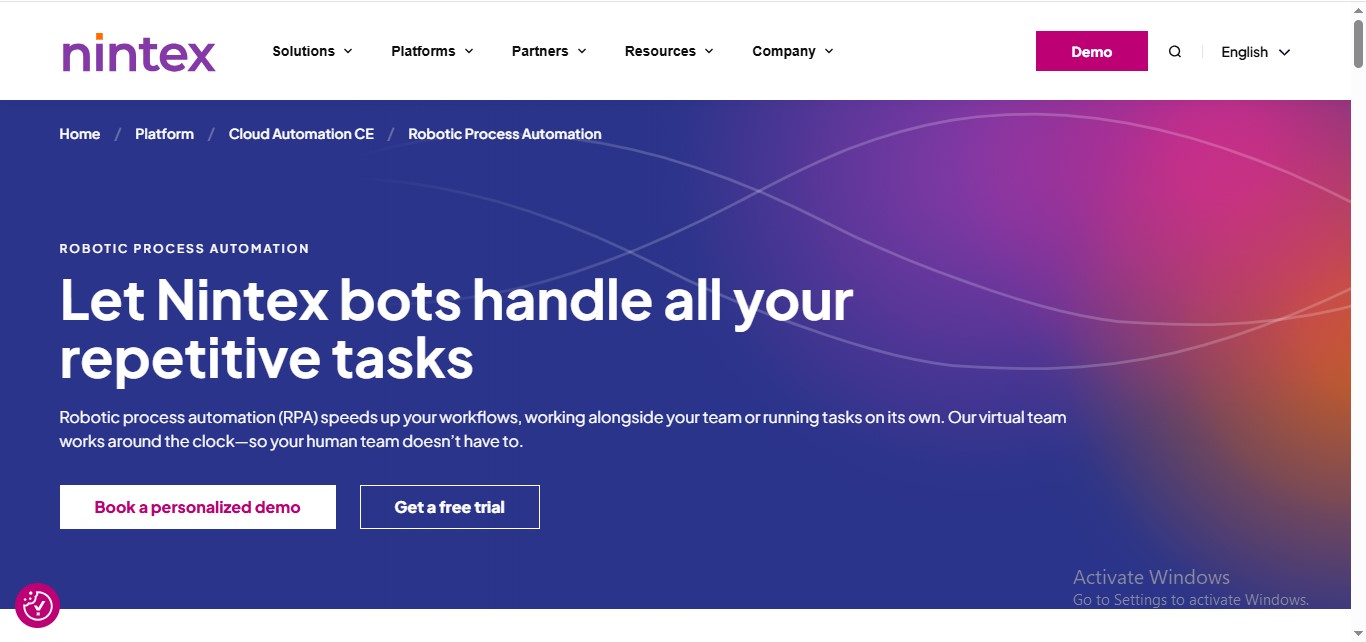 nintex
Solutions Platforms Partners Resources Company Demo English
Home / Platform / Cloud Automation CE / Robotic Process Automation
ROBOTIC PROCESS AUTOMATION
Let Nintex bots handle all your
repetitive tasks
Robotic process automation (RPA) speeds up your workflows, working alongside your team or running tasks on its own. Our virtual team
works around the clock—so your human team doesn’t have to.
Book a personalized demo Get a free trial
Activate Windows
Go to Settings to activate Windows.